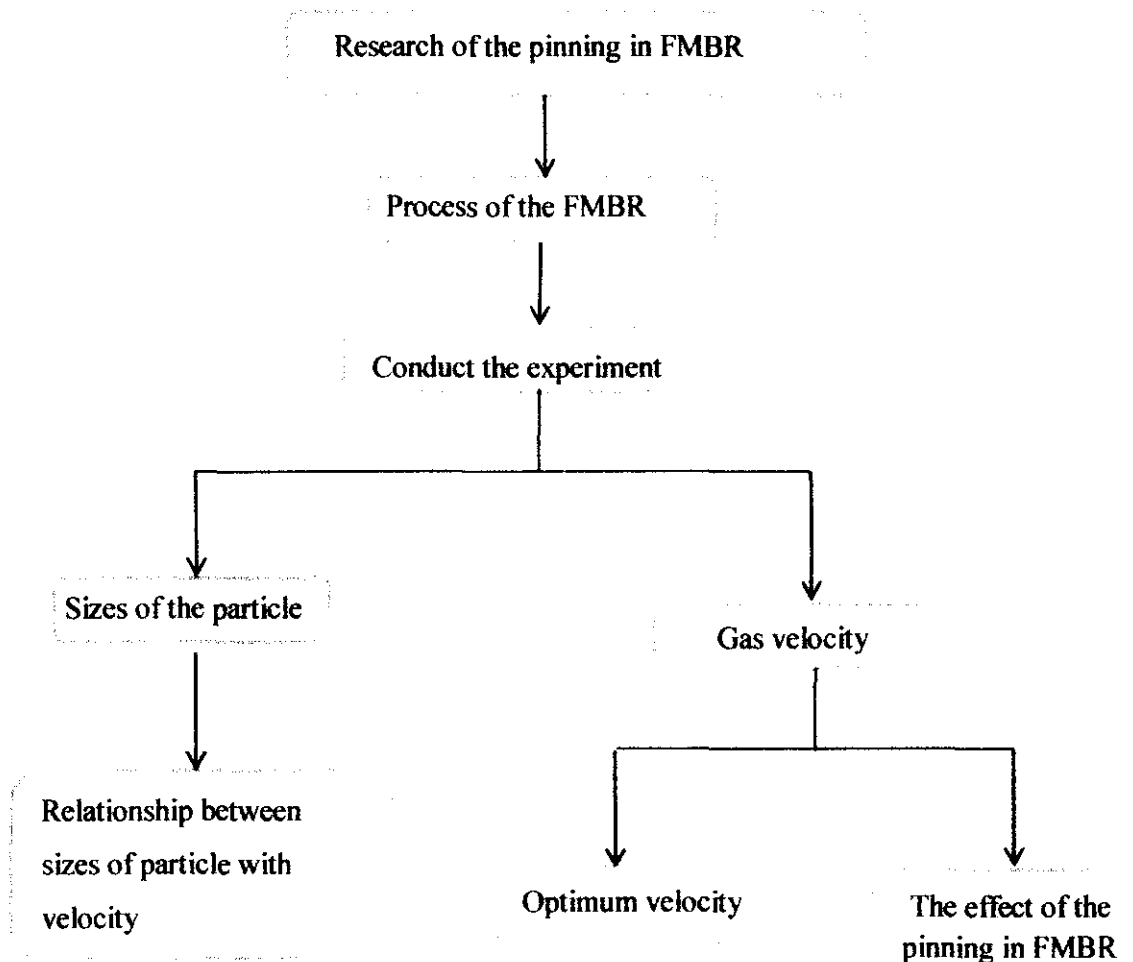 Research of the pinning in FMBR
Process of the FMBR
Conduct the experiment
Sizes of the particle
Gas velocity
Relationship between
sizes of particle with
velocity
Optimum velocity
The effect of the
pinning in FMBR